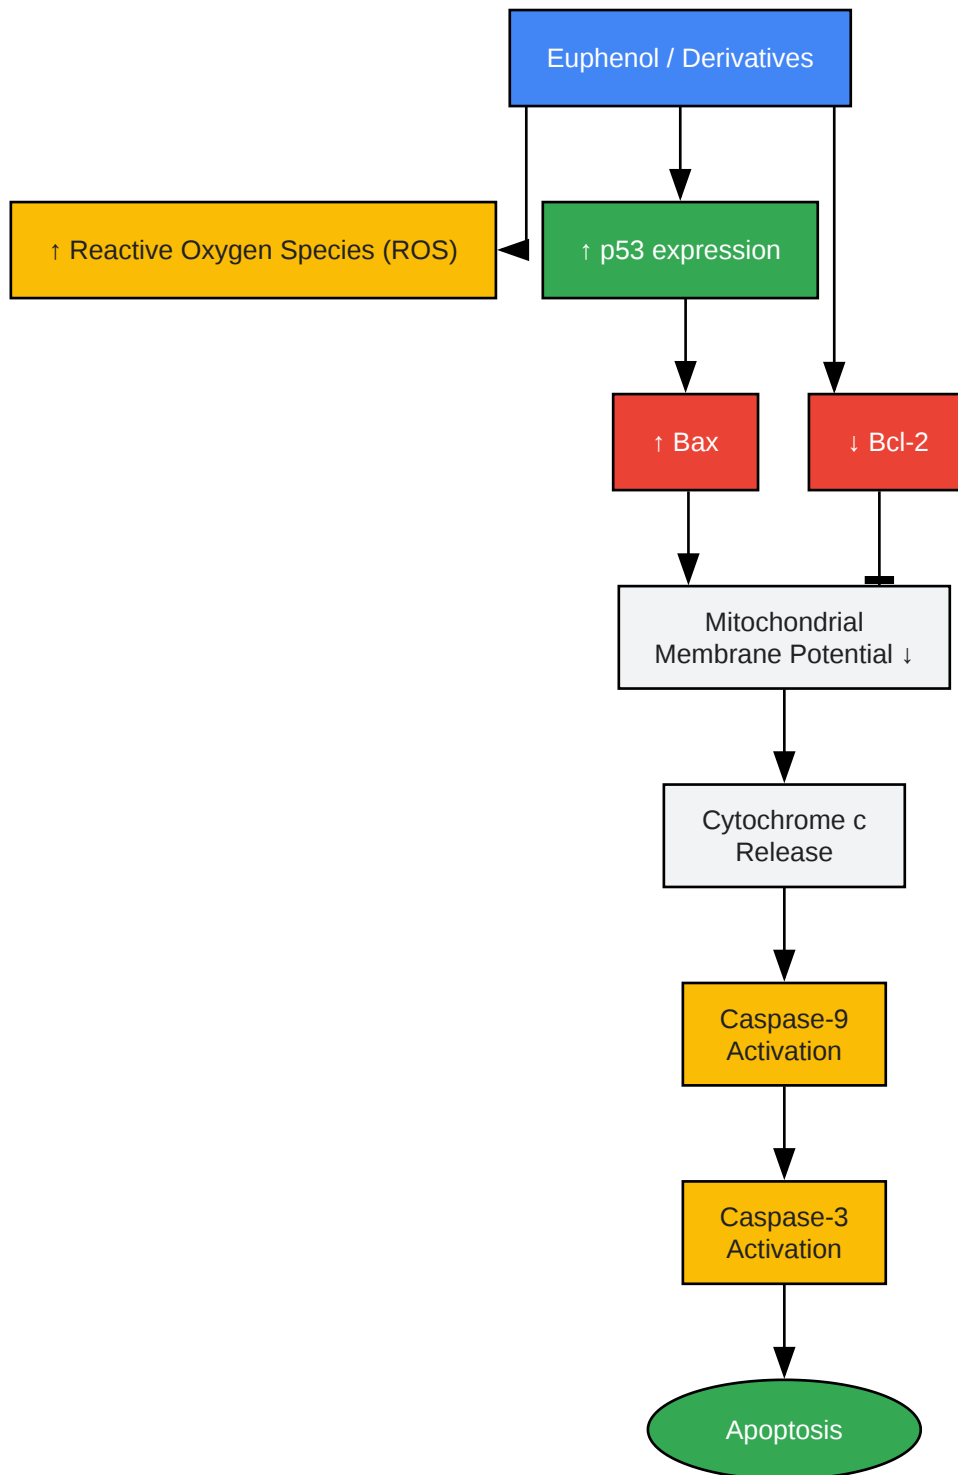 Euphenol / Derivatives
↑ Reactive Oxygen Species (ROS)
↑ p53 expression
↑ Bax
↓ Bcl-2
Mitochondrial
Membrane Potential ↓
Cytochrome c
Release
Caspase-9
Activation
Caspase-3
Activation
Apoptosis